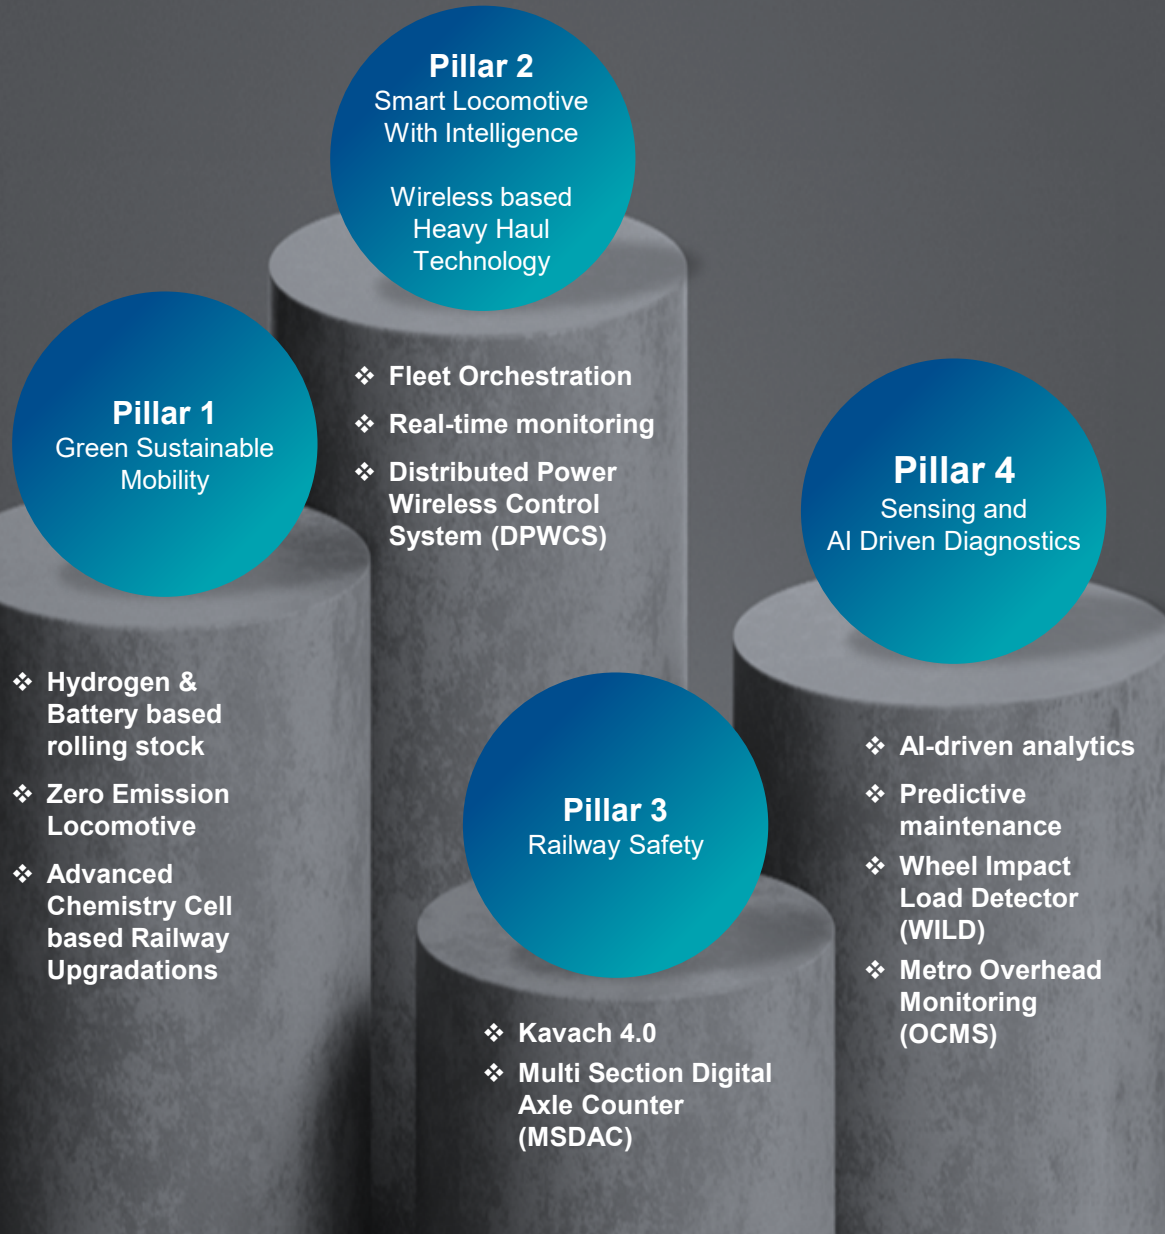 Pillar 1
Green Sustainable
Mobility
❖ Hydrogen &
Battery based
rolling stock
❖ Zero Emission
Locomotive
❖ Advanced
Chemistry Cell
based Railway
Upgradations
Pillar 2
Smart Locomotive
With Intelligence
Wireless based
Heavy Haul
Technology
❖ Fleet Orchestration
❖ Real-time monitoring
❖ Distributed Power
Wireless Control
System (DPWCS)
Pillar 3
Railway Safety
❖ Kavach 4.0
❖ Multi Section Digital
Axle Counter
(MSDAC)
Pillar 4
Sensing and
AI Driven Diagnostics
❖ AI-driven analytics
❖ Predictive
maintenance
❖ Wheel Impact
Load Detector
(WILD)
❖ Metro Overhead
Monitoring
(OCMS)